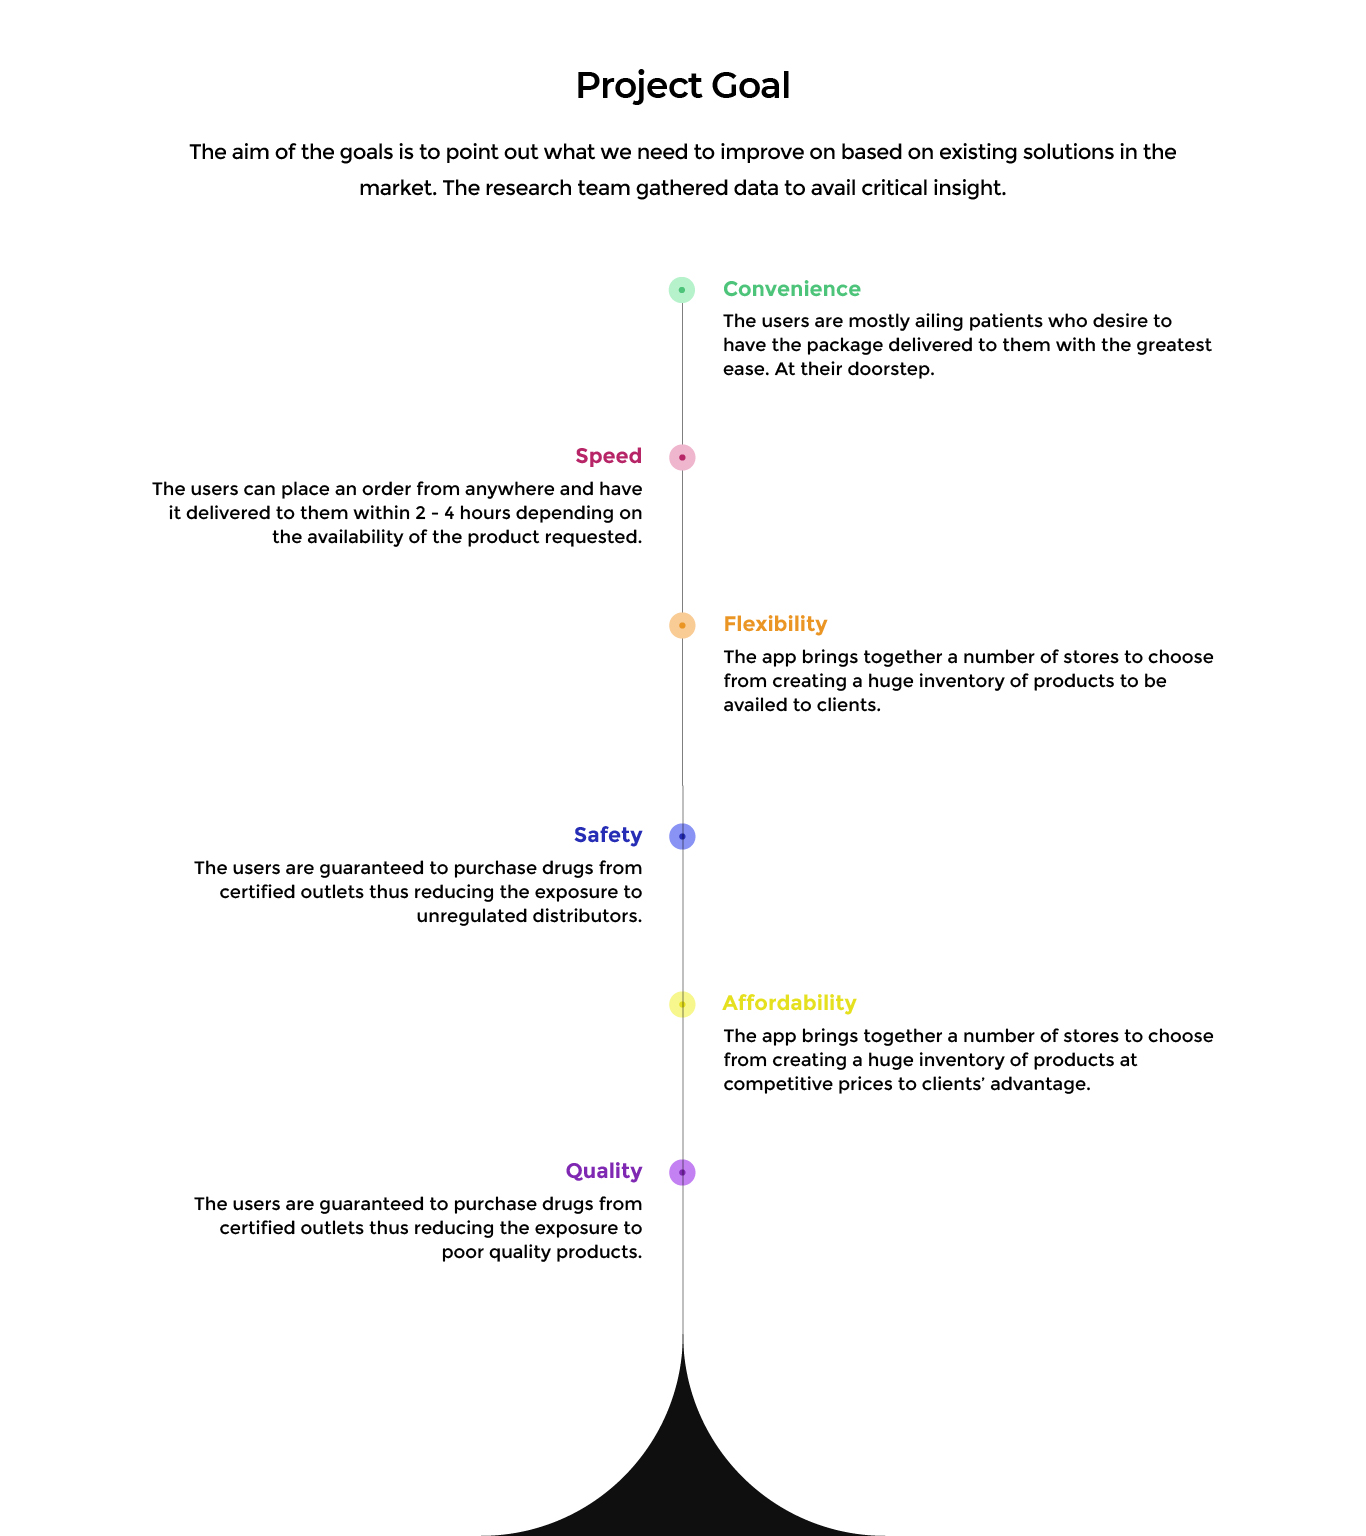 Project Goal
The aim of the goals is to point out what we need to improve on based on existing solutions in the
market. The research team gathered data to avail critical insight.
Convenience
The users are mostly ailing patients who desire to
have the package delivered to them with the greatest
ease. At their doorstep.
Speed
The users can place an order from anywhere and have
it delivered to them within 2 - 4 hours depending on
the availability of the product requested.
Flexibility
The app brings together a number of stores to choose
from creating a huge inventory of products to be
availed to clients.
Safety
The users are guaranteed to purchase drugs from
certified outlets thus reducing the exposure to
unregulated distributors.
Affordability
The app brings together a number of stores to choose
from creating a huge inventory of products at
competitive prices to clients’ advantage.
Quality
The users are guaranteed to purchase drugs from
certified outlets thus reducing the exposure to
poor quality products.